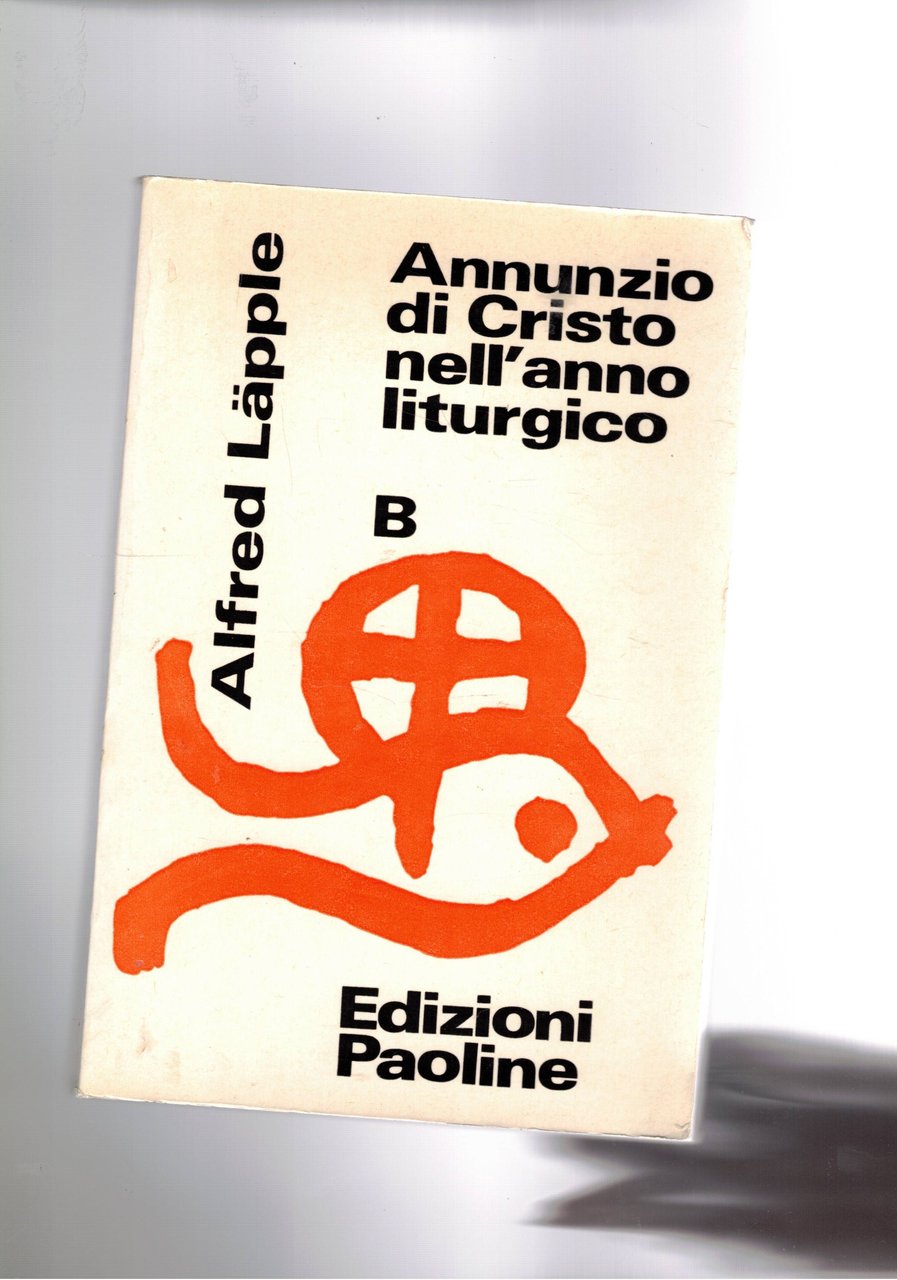 Alfred Läpple
Annunzio
di Cristo
nell'anno
liturgico
B
Edizioni
Paoline